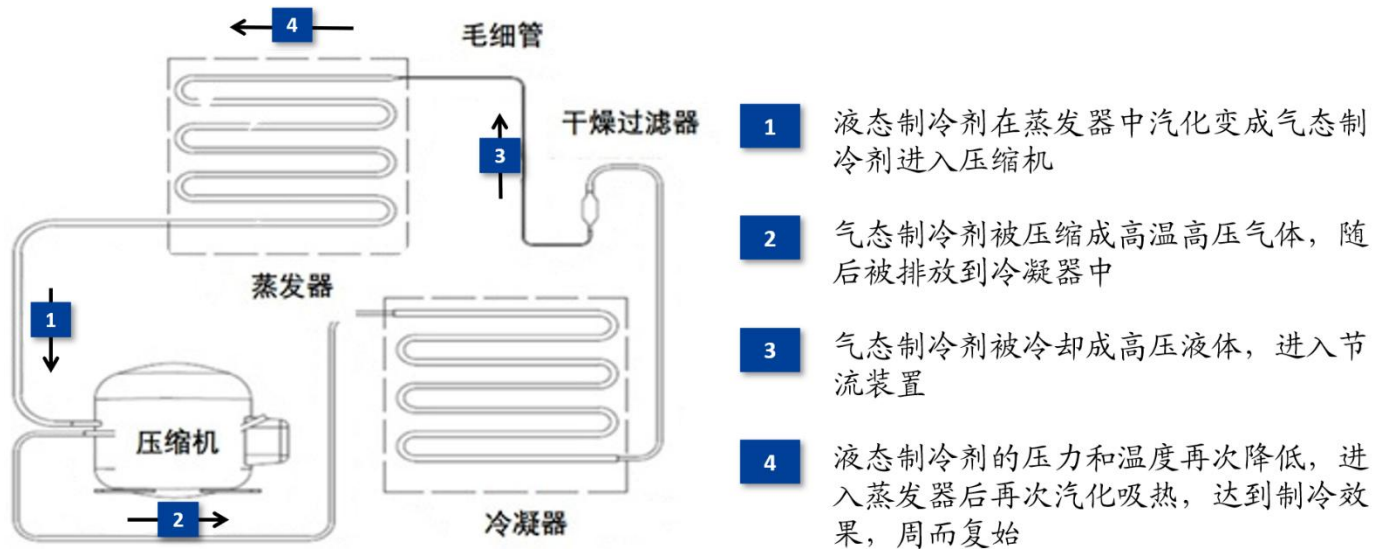 4
毛细管
干燥过滤器
3
蒸发器
1
压缩机
2
冷凝器
1
液态制冷剂在蒸发器中汽化变成气态制
冷剂进入压缩机
2
气态制冷剂被压缩成高温高压气体，随
后被排放到冷凝器中
3
气态制冷剂被冷却成高压液体，进入节
流装置
4
液态制冷剂的压力和温度再次降低，进
入蒸发器后再次汽化吸热，达到制冷效
果，周而复始